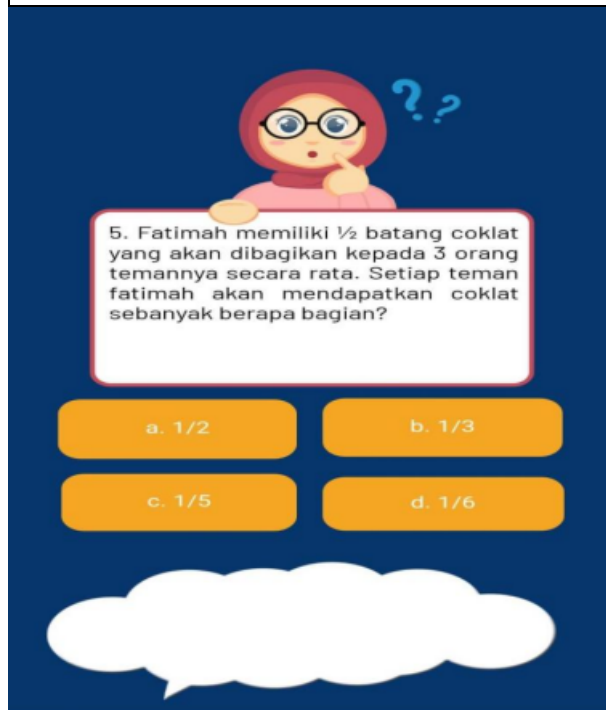 ??
5. Fatimah memiliki ½ batang coklat
yang akan dibagikan kepada 3 orang
temannya secara rata. Setiap teman
fatimah akan mendapatkan coklat
sebanyak berapa bagian?
a. 1/2
b. 1/3
c. 1/5
d. 1/6